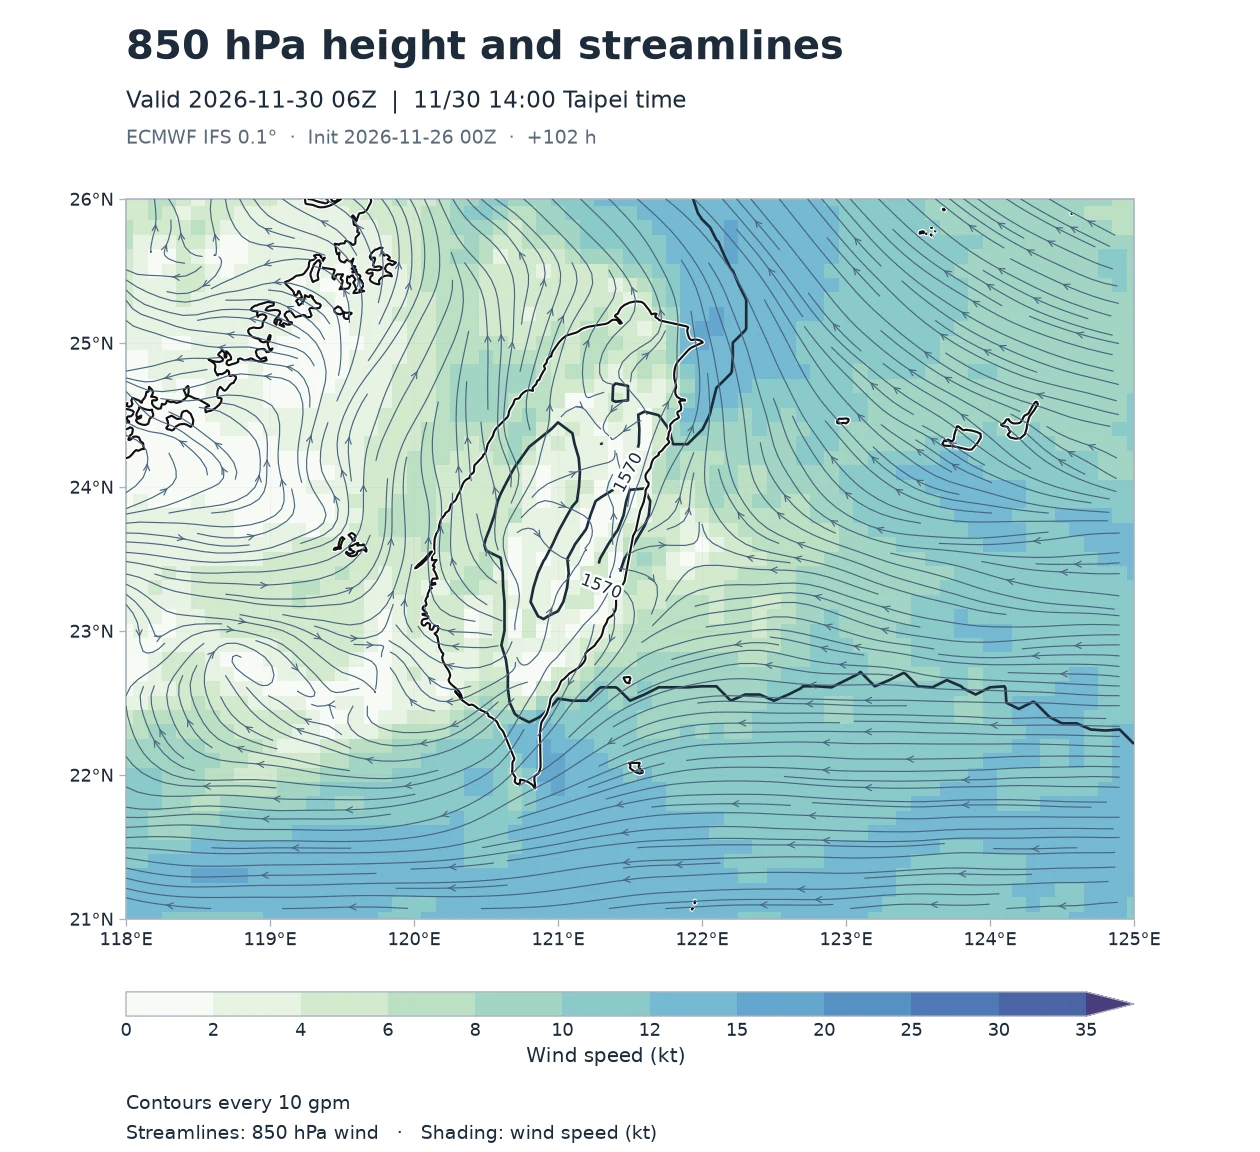 850 hPa height and streamlines
Valid 2026-11-30 06Z | 11/30 14:00 Taipei time
ECMWF IFS 0.1° · Init 2026-11-26 00Z · +102 h
26°N
25°N
24°N
23°N
22°N
21°N
1570
1570
118°E 119°E 120°E 121°E 122°E 123°E 124°E 125°E
0 2 4 6 8 10 12 15 20 25 30 35
Wind speed (kt)
Contours every 10 gpm
Streamlines: 850 hPa wind · Shading: wind speed (kt)